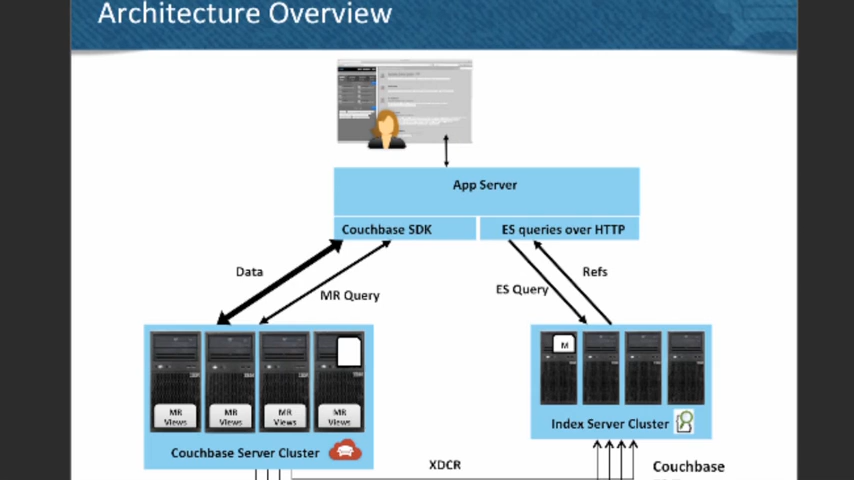 Architecture Overview
App Server
Couchbase SDK
ES queries over HTTP
Data
MR Query
ES Query
Refs
M
MR Views
MR Views
MR Views
MR Views
Couchbase Server Cluster
Index Server Cluster
XDCR
Couchbase